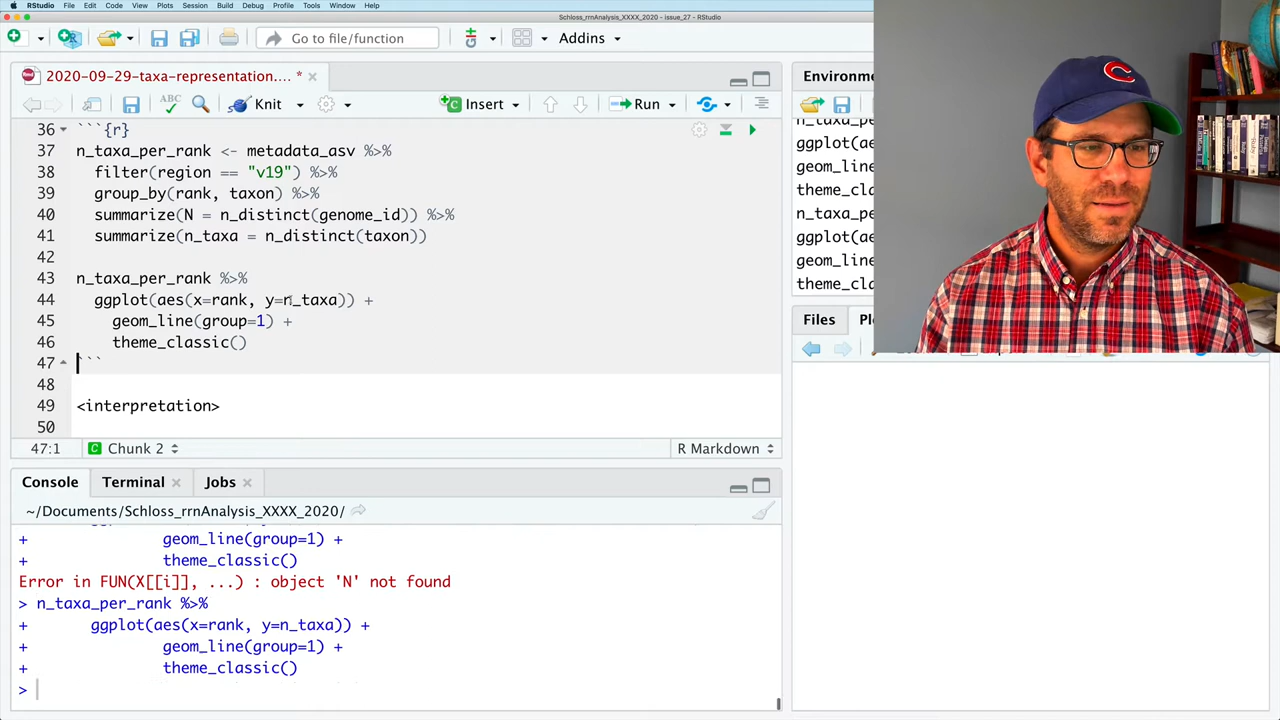 RStudio File Edit Code View Plots Session Build Debug Profile Tools Window Help
Schloss_rrnAnalysis_XXXX_2020 - issue_27 - RStudio
Go to file/function
Addins
2020-09-29-taxa-representation.... *
Environme
ABC
Knit
Insert
Run
36 ```{r}
37 n_taxa_per_rank <- metadata_asv %>%
38 filter(region == "v19") %>%
39 group_by(rank, taxon) %>%
40 summarize(N = n_distinct(genome_id)) %>%
41 summarize(n_taxa = n_distinct(taxon))
42
43 n_taxa_per_rank %>%
44 ggplot(aes(x=rank, y=n_taxa)) +
45 geom_line(group=1) +
46 theme_classic()
47 ```
48
49 <interpretation>
50
47:1 Chunk 2 R Markdown
ggplot(ae
geom_line
theme_cla
n_taxa_pe
ggplot(ae
geom_line
theme_cla
Files Pl
Console Terminal Jobs
~/Documents/Schloss_rrnAnalysis_XXXX_2020/
+ geom_line(group=1) +
+ theme_classic()
Error in FUN(X[[i]], ...) : object 'N' not found
> n_taxa_per_rank %>%
+ ggplot(aes(x=rank, y=n_taxa)) +
+ geom_line(group=1) +
+ theme_classic()
>
C